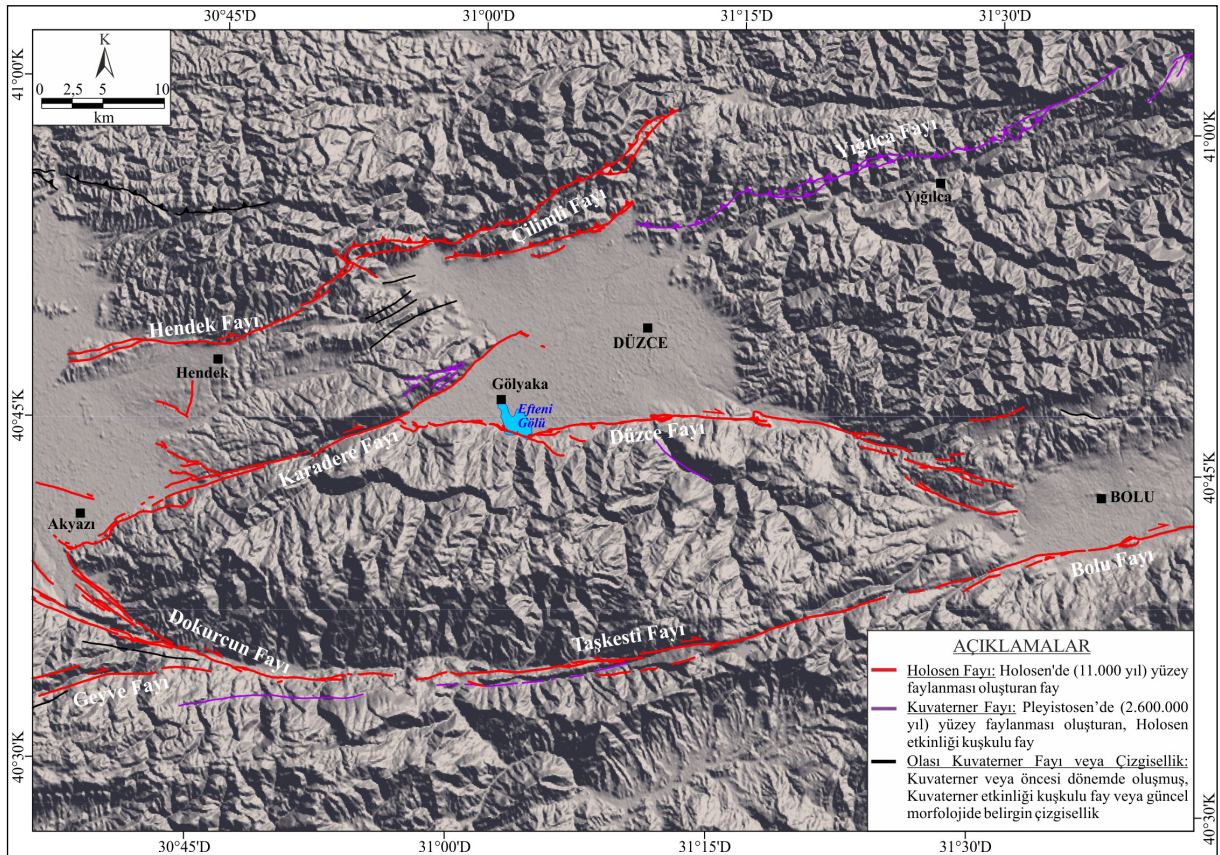 30°45'D
31°00'D
31°15'D
31°30'D
41°00'K
K
0 2,5 5 10
km
41°00'K
Yığılca Fayı
Yığılca
Çilimli Fayı
Hendek Fayı
Hendek
DÜZCE
Gölyaka
Efteni
Gölü
40°45'K
Düzce Fayı
Karadere Fayı
40°45'K
BOLU
Akyazı
Bolu Fayı
Dokurcun Fayı
Taşkesti Fayı
Geyve Fayı
AÇIKLAMALAR
Holosen Fayı: Holosen'de (11.000 yıl) yüzey
faylanması oluşturan fay
Kuvaterner Fayı: Pleyistosen’de (2.600.000
yıl) yüzey faylanması oluşturan, Holosen
etkinliği kuşkulu fay
Olası Kuvaterner Fayı veya Çizgisellik:
Kuvaterner veya öncesi dönemde oluşmuş,
Kuvaterner etkinliği kuşkulu fay veya güncel
morfolojide belirgin çizgisellik
40°30'K
40°30'K
30°45'D
31°00'D
31°15'D
31°30'D